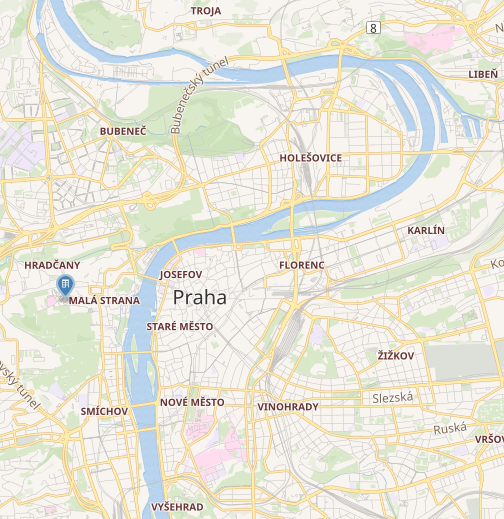 TROJA
8
LIBEŇ
Bubenečský tunel
BUBENEČ
HOLEŠOVICE
KARLÍN
HRADČANY
JOSEFOV
FLORENC
Praha
MALÁ STRANA
STARÉ MĚSTO
ŽIŽKOV
Slezská
SMÍCHOV
NOVÉ MĚSTO
VINOHRADY
Ruská
VYŠEHRAD